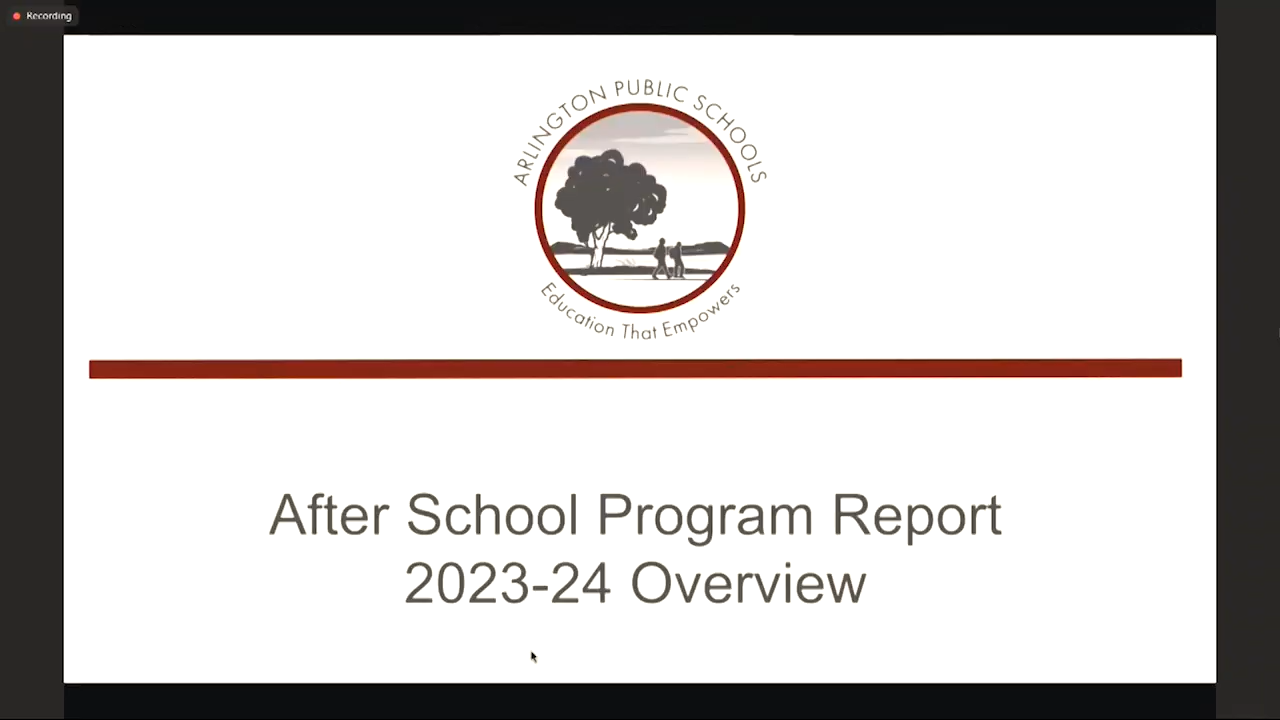 Recording
ARLINGTON PUBLIC SCHOOLS
Education That Empowers
After School Program Report
2023-24 Overview